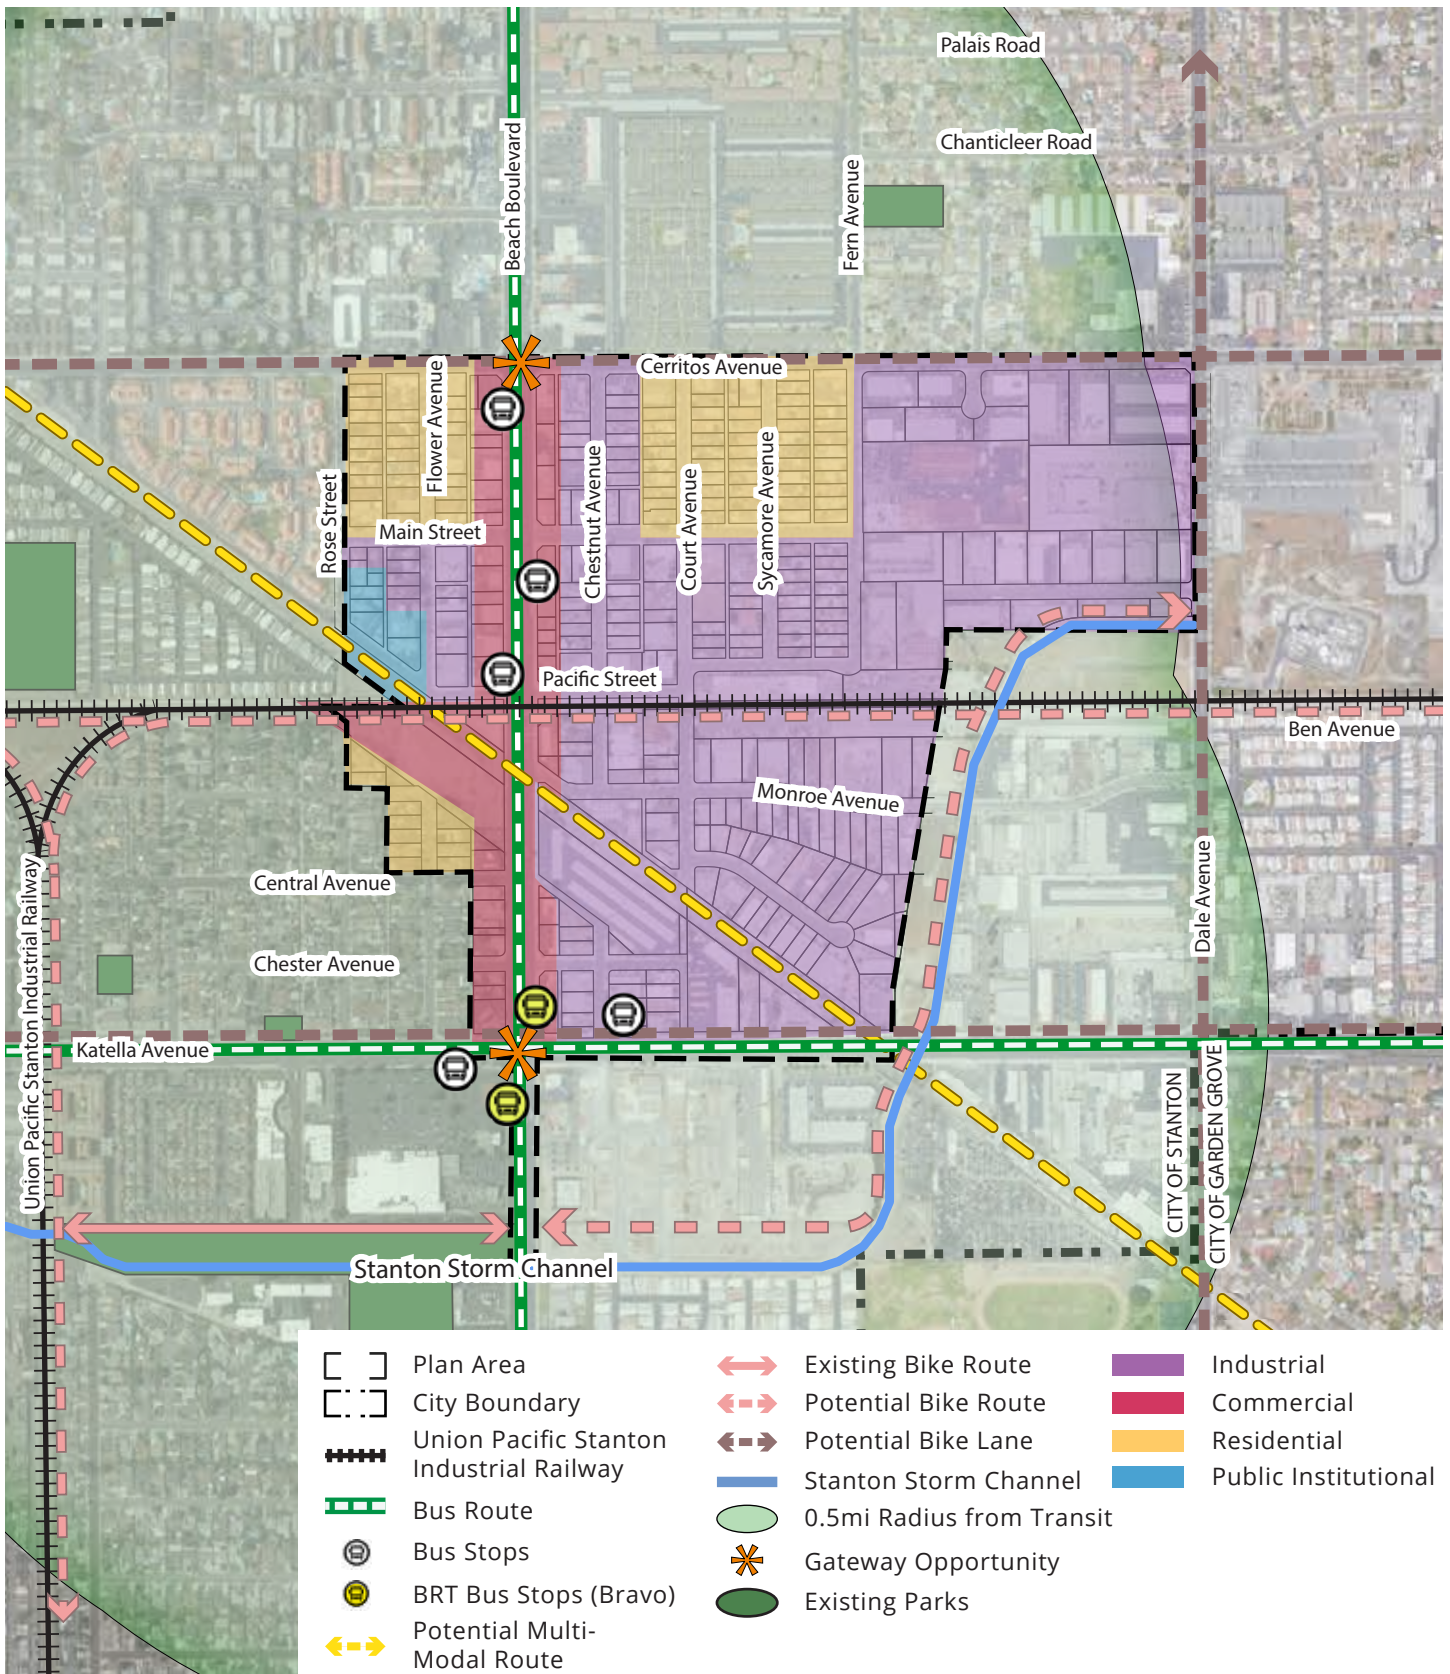 Palais Road
Chanticleer Road
Beach Boulevard
Fern Avenue
Cerritos Avenue
Flower Avenue
Rose Street
Main Street
Chestnut Avenue
Court Avenue
Sycamore Avenue
Pacific Street
Ben Avenue
Monroe Avenue
Central Avenue
Chester Avenue
Dale Avenue
Union Pacific Stanton Industrial Railway
Katella Avenue
CITY OF STANTON
CITY OF GARDEN GROVE
Stanton Storm Channel
Plan Area
City Boundary
Union Pacific Stanton
Industrial Railway
Bus Route
Bus Stops
BRT Bus Stops (Bravo)
Potential Multi-
Modal Route
Existing Bike Route
Potential Bike Route
Potential Bike Lane
Stanton Storm Channel
0.5mi Radius from Transit
Gateway Opportunity
Existing Parks
Industrial
Commercial
Residential
Public Institutional